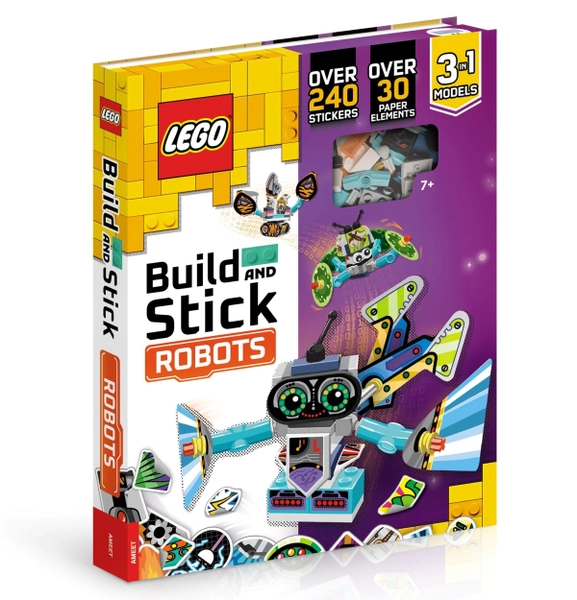 LEGO
Build AND Stick
ROBOTS
AMEET
AMEET
LEGO
OVER
240
STICKERS
OVER
30
PAPER
ELEMENTS
3 IN 1
MODELS
7+
Build AND
Stick
ROBOTS